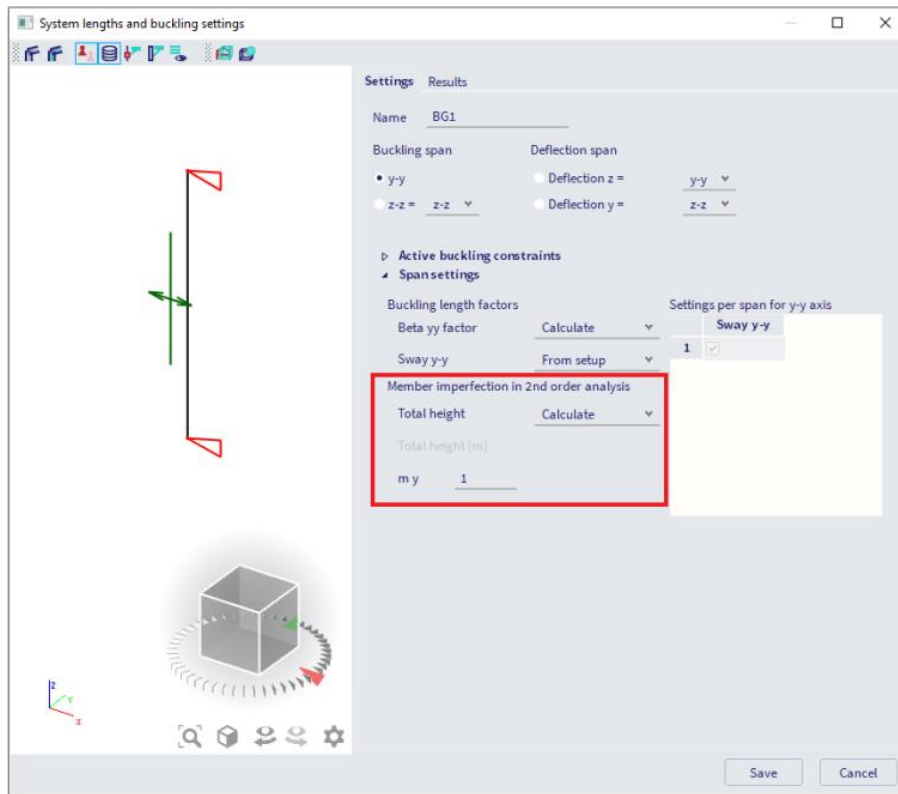 System lengths and buckling settings
Settings Results
Name BG1
Buckling span Deflection span
y-y Deflection z = y-y
z-z = z-z Deflection y = z-z
Active buckling constraints
Span settings
Buckling length factors Settings per span for y-y axis
Beta yy factor Calculate Sway y-y
1
Sway y-y From setup
Member imperfection in 2nd order analysis
Total height Calculate
Total height [m]
m y 1
Z
Y
X
Save Cancel